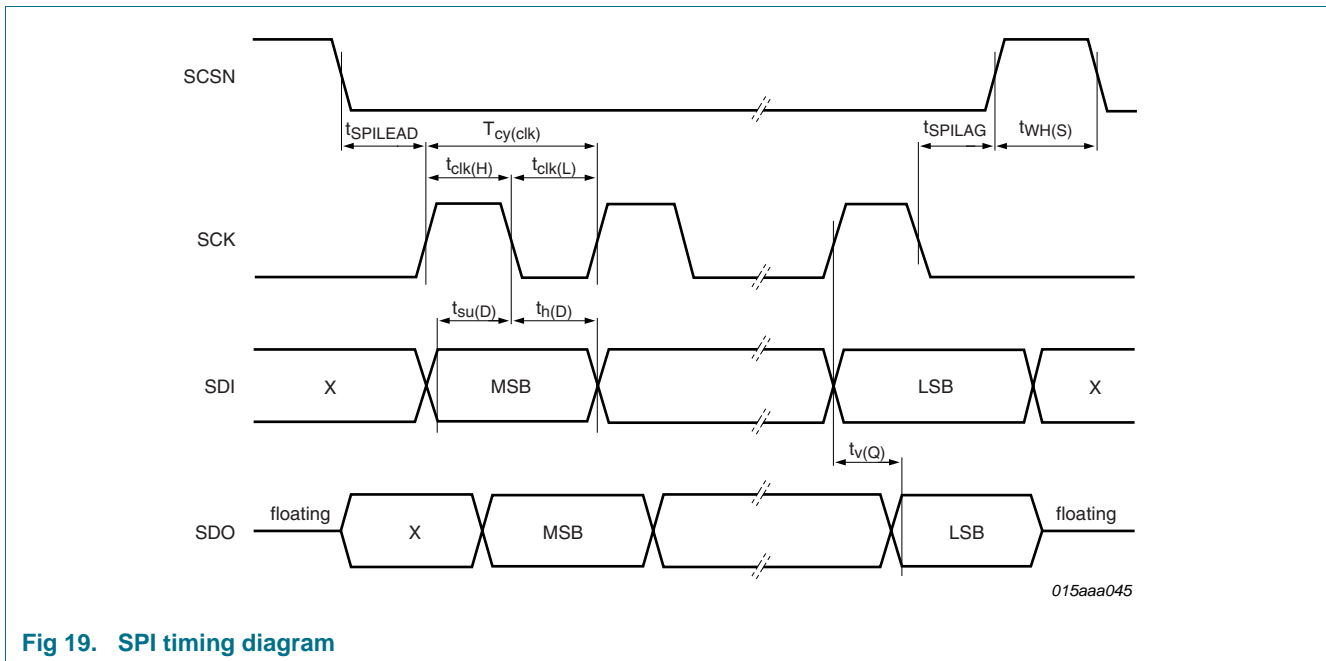 SCSN
tSPILEAD
Tcy(clk)
tSPILAG
tWH(S)
tclk(H)
tclk(L)
SCK
tsu(D)
th(D)
SDI
X
MSB
LSB
X
tv(Q)
floating
SDO
X
MSB
LSB
floating
015aaa045
Fig 19. SPI timing diagram